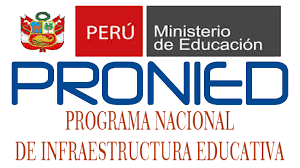 PERÚ
Ministerio
de Educación
PRONIED
PROGRAMA NACIONAL
DE INFRAESTRUCTURA EDUCATIVA